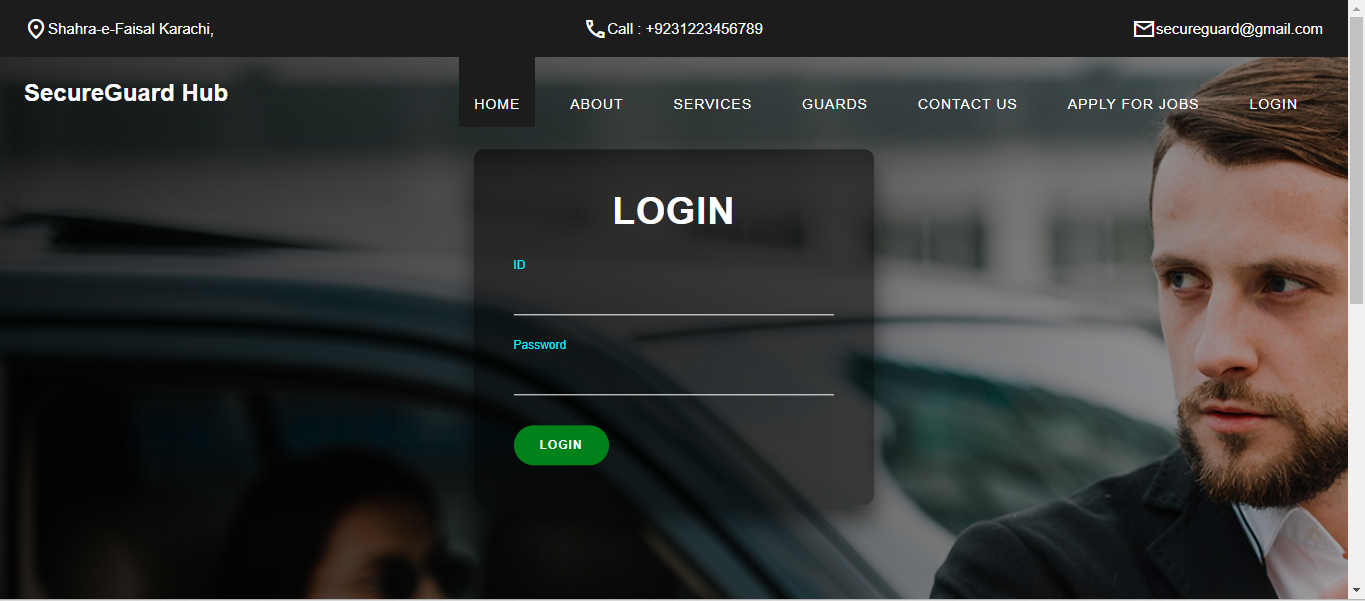 Shahra-e-Faisal Karachi,
Call : +9231223456789
secureguard@gmail.com
SecureGuard Hub
HOME ABOUT SERVICES GUARDS CONTACT US APPLY FOR JOBS LOGIN
LOGIN
ID
Password
LOGIN